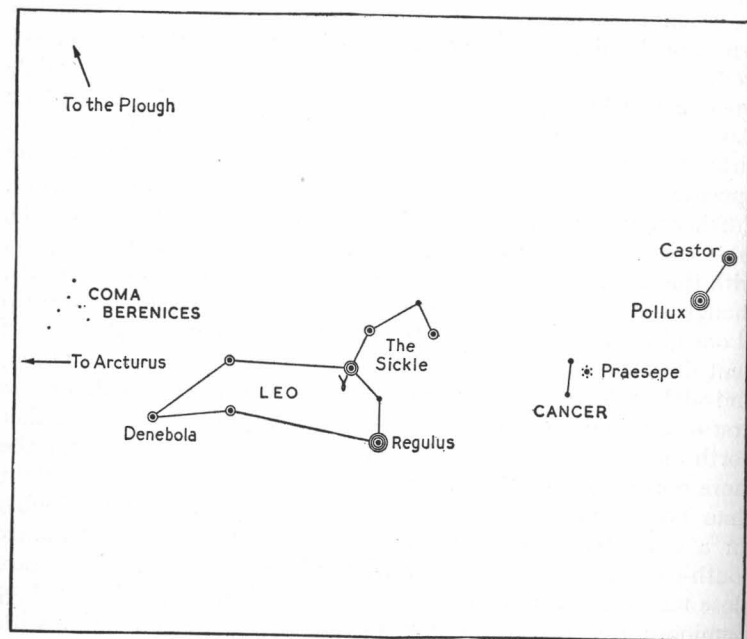 To the Plough
Castor
COMA
BERENICES
Pollux
The
Sickle
To Arcturus
Praesepe
γ
LEO
CANCER
Denebola
Regulus